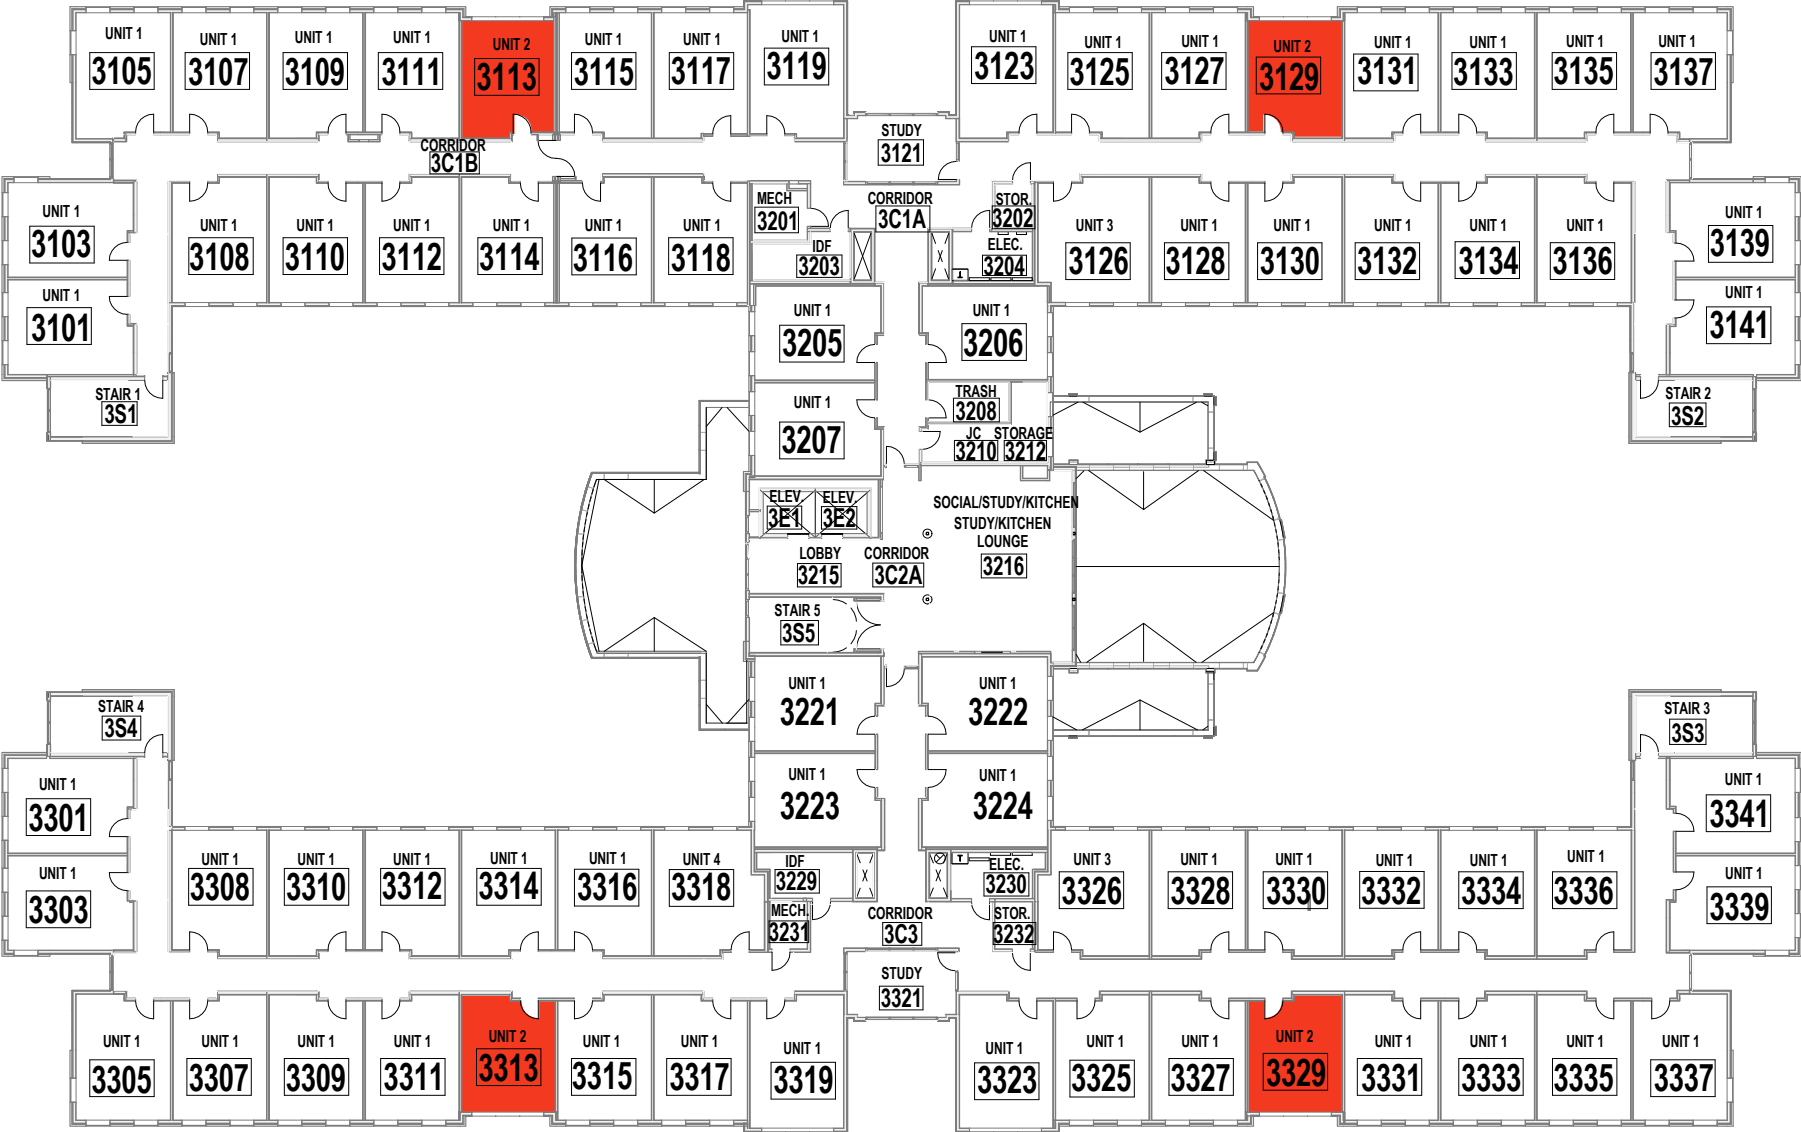 UNIT 1
3105
UNIT 1
3107
UNIT 1
3109
UNIT 1
3111
UNIT 2
3113
UNIT 1
3115
UNIT 1
3117
UNIT 1
3119
UNIT 1
3123
UNIT 1
3125
UNIT 1
3127
UNIT 2
3129
UNIT 1
3131
UNIT 1
3133
UNIT 1
3135
UNIT 1
3137
STUDY
3121
CORRIDOR
3C1B
UNIT 1
3103
UNIT 1
3108
UNIT 1
3110
UNIT 1
3112
UNIT 1
3114
UNIT 1
3116
UNIT 1
3118
MECH
3201
IDF
3203
CORRIDOR
3C1A
STOR.
3202
ELEC.
3204
T
UNIT 3
3126
UNIT 1
3128
UNIT 1
3130
UNIT 1
3132
UNIT 1
3134
UNIT 1
3136
UNIT 1
3139
UNIT 1
3101
UNIT 1
3141
UNIT 1
3205
UNIT 1
3206
STAIR 1
3S1
UNIT 1
3207
TRASH
3208
JC
3210
STORAGE
3212
STAIR 2
3S2
ELEV.
3E1
ELEV.
3E2
SOCIAL/STUDY/KITCHEN
STUDY/KITCHEN
LOUNGE
3216
LOBBY
3215
CORRIDOR
3C2A
STAIR 5
3S5
UNIT 1
3221
UNIT 1
3222
STAIR 4
3S4
STAIR 3
3S3
UNIT 1
3223
UNIT 1
3224
UNIT 1
3301
UNIT 1
3341
UNIT 1
3303
UNIT 1
3308
UNIT 1
3310
UNIT 1
3312
UNIT 1
3314
UNIT 1
3316
UNIT 4
3318
IDF
3229
MECH.
3231
CORRIDOR
3C3
T
ELEC.
3230
STOR.
3232
UNIT 3
3326
UNIT 1
3328
UNIT 1
3330
UNIT 1
3332
UNIT 1
3334
UNIT 1
3336
UNIT 1
3339
STUDY
3321
UNIT 1
3305
UNIT 1
3307
UNIT 1
3309
UNIT 1
3311
UNIT 2
3313
UNIT 1
3315
UNIT 1
3317
UNIT 1
3319
UNIT 1
3323
UNIT 1
3325
UNIT 1
3327
UNIT 2
3329
UNIT 1
3331
UNIT 1
3333
UNIT 1
3335
UNIT 1
3337